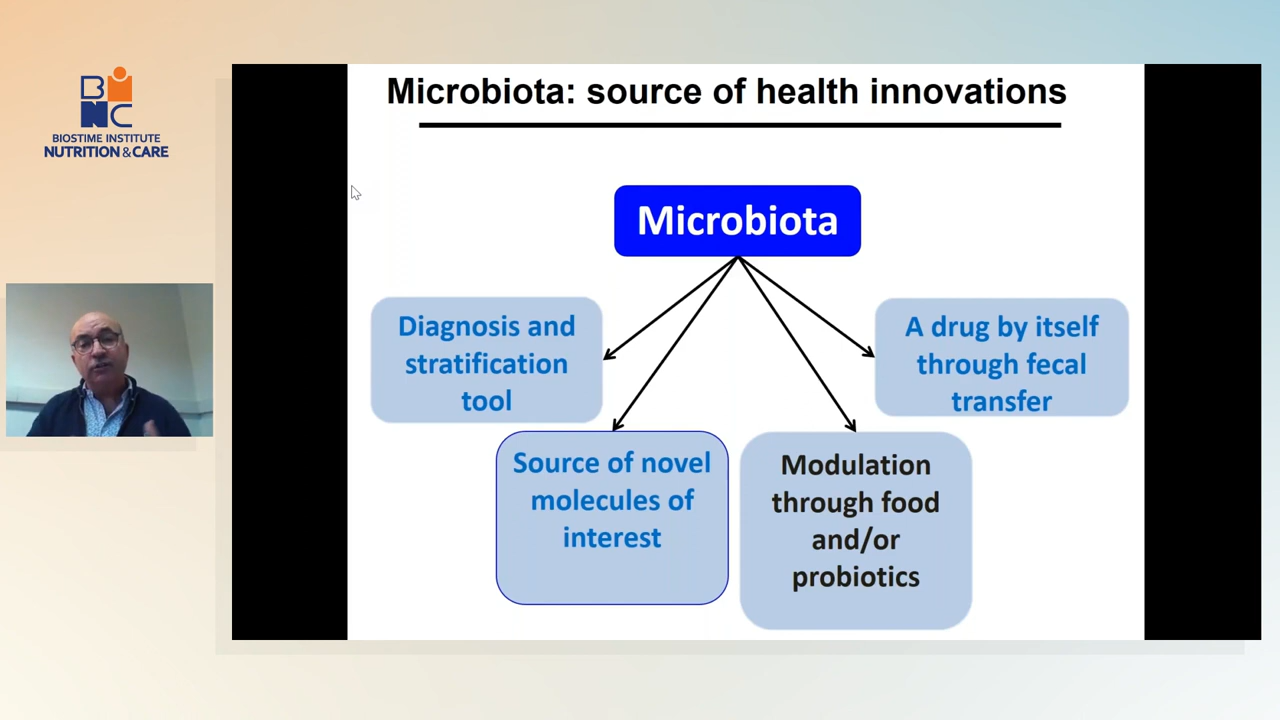 BINC
BIOSTIME INSTITUTE
NUTRITION & CARE
Microbiota: source of health innovations
Microbiota
Diagnosis and
stratification
tool
Source of novel
molecules of
interest
Modulation
through food
and/or
probiotics
A drug by itself
through fecal
transfer